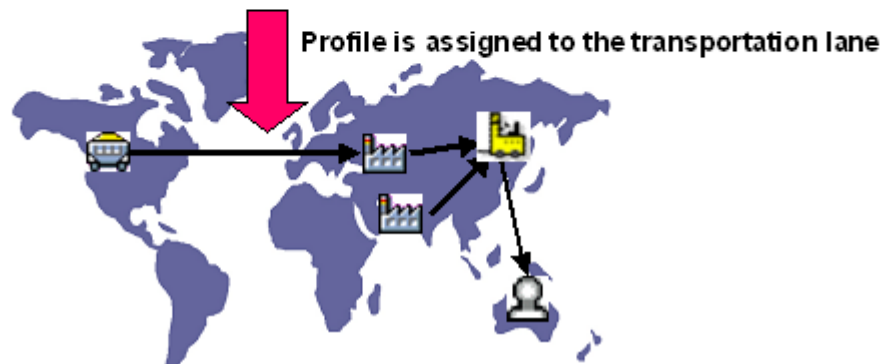 Profile is assigned to the transportation lane